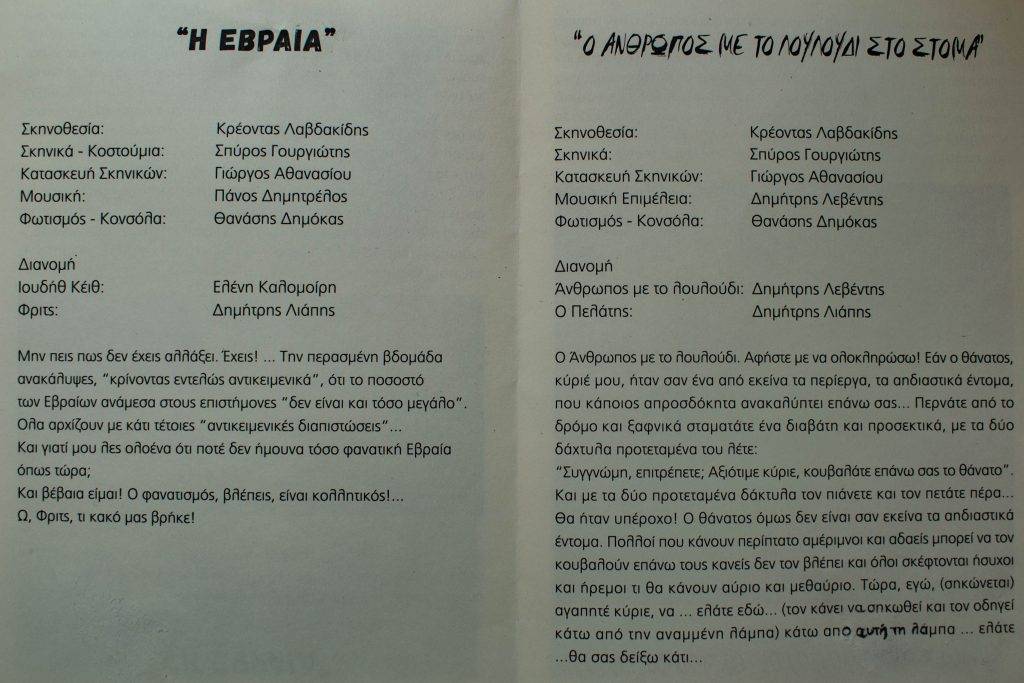 “Η ΕΒΡΑΙΑ”
Σκηνοθεσία: Κρέοντας Λαβδακίδης
Σκηνικά - Κοστούμια: Σπύρος Γουργιώτης
Κατασκευή Σκηνικών: Γιώργος Αθανασίου
Μουσική: Πάνος Δημητρέλος
Φωτισμός - Κονσόλα: Θανάσης Δημόκας
Διανομή
Ιουδήθ Κέιθ: Ελένη Καλομοίρη
Φριτς: Δημήτρης Λιάπης
Μην πεις πως δεν έχεις αλλάξει. Έχεις! ... Την περασμένη βδομάδα
ανακάλυψες, “κρίνοντας εντελώς αντικειμενικά”, ότι το ποσοστό
των Εβραίων ανάμεσα στους επιστήμονες “δεν είναι και τόσο μεγάλο”.
Ολα αρχίζουν με κάτι τέτοιες “αντικειμενικές διαπιστώσεις”...
Και γιατί μου λες ολοένα ότι ποτέ δεν ήμουνα τόσο φανατική Εβραία
όπως τώρα;
Και βέβαια είμαι! Ο φανατισμός, βλέπεις, είναι κολλητικός!...
Ω, Φριτς, τι κακό μας βρήκε!
“Ο ΑΝΘΡΩΠΟΣ ΜΕ ΤΟ ΛΟΥΛΟΥΔΙ ΣΤΟ ΣΤΟΜΑ”
Σκηνοθεσία: Κρέοντας Λαβδακίδης
Σκηνικά: Σπύρος Γουργιώτης
Κατασκευή Σκηνικών: Γιώργος Αθανασίου
Μουσική Επιμέλεια: Δημήτρης Λεβέντης
Φωτισμός - Κονσόλα: Θανάσης Δημόκας
Διανομή
Άνθρωπος με το λουλούδι: Δημήτρης Λεβέντης
Ο Πελάτης: Δημήτρης Λιάπης
Ο Άνθρωπος με το λουλούδι. Αφήστε με να ολοκληρώσω! Εάν ο θάνατος,
κύριέ μου, ήταν σαν ένα από εκείνα τα περίεργα, τα αηδιαστικά έντομα,
που κάποιος απροσδόκητα ανακαλύπτει επάνω σας... Περνάτε από το
δρόμο και ξαφνικά σταματάτε ένα διαβάτη και προσεκτικά, με τα δύο
δάχτυλα προτεταμένα του λέτε:
“Συγγνώμη, επιτρέπετε; Αξιότιμε κύριε, κουβαλάτε επάνω σας το θάνατο”.
Και με τα δύο προτεταμένα δάκτυλα τον πιάνετε και τον πετάτε πέρα...
Θα ήταν υπέροχο! Ο θάνατος όμως δεν είναι σαν εκείνα τα αηδιαστικά
έντομα. Πολλοί που κάνουν περίπατο αμέριμνοι και αδαείς μπορεί να τον
κουβαλούν επάνω τους κανείς δεν τον βλέπει και όλοι σκέφτονται ήσυχοι
και ήρεμοι τι θα κάνουν αύριο και μεθαύριο. Τώρα, εγώ, (σηκώνεται)
αγαπητέ κύριε, να ... ελάτε εδώ... (τον κάνει να σηκωθεί και τον οδηγεί
κάτω από την αναμμένη λάμπα) κάτω από αυτή τη λάμπα ... ελάτε
...θα σας δείξω κάτι...